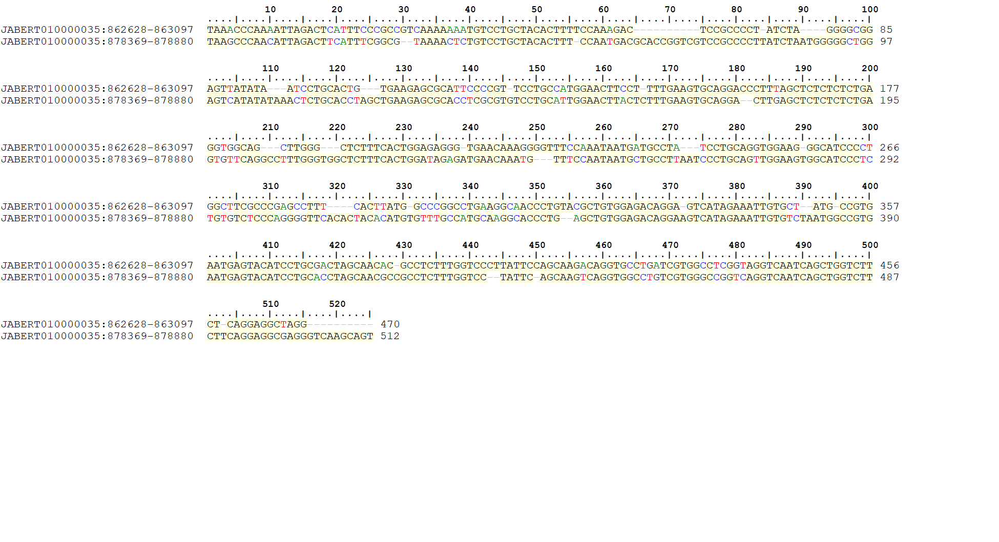 10 20 30 40 50 60 70 80 90 100
....|....|....|....|....|....|....|....|....|....|....|....|....|....|....|....|....|....|....|....|
JABERT010000035:862628-863097 TAAACCCAAAATTAGACTCATTTCCCGCCGTCAAAAAAATGTCCTGCTACACTTTTCCAAAGAC----------TCCGCCCCT-ATCTA----GGGGCGG 85
JABERT010000035:878369-878880 TAAGCCCAACATTAGACTTCATTTCGGCG--TAAAACTCTGTCCTGCTACACTTT-CCAATGACGCACCGGTCGTCCGCCCCTTATCTAATGGGGGCTGG 97
110 120 130 140 150 160 170 180 190 200
....|....|....|....|....|....|....|....|....|....|....|....|....|....|....|....|....|....|....|....|
JABERT010000035:862628-863097 AGTTATATA---ATCCTGCACTG---TGAAGAGCGCATTCCCCGT-TCCTGCCATGGAACTTCCT-TTTGAAGTGCAGGACCCTTTAGCTCTCTCTCTGA 177
JABERT010000035:878369-878880 AGTCATATATAAACTCTGCACCTAGCTGAAGAGCGCACCTCGCGTGTCCTGCATTGGAACTTACTCTTTGAAGTGCAGGA--CTTGAGCTCTCTCTCTGA 195
210 220 230 240 250 260 270 280 290 300
....|....|....|....|....|....|....|....|....|....|....|....|....|....|....|....|....|....|....|....|
JABERT010000035:862628-863097 GGTGGCAG---CTTGGG---CTCTTTCACTGGAGAGGG-TGAACAAAGGGGTTTCCAAATAATGATGCCTA---TCCTGCAGGTGGAAG-GGCATCCCCT 266
JABERT010000035:878369-878880 GTGTTCAGGCCTTTGGGTGGCTCTTTCACTGGATAGAGATGAACAAATG---TTTCCAATAATGCTGCCTTAATCCCTGCAGTTGGAAGTGGCATCCCTC 292
310 320 330 340 350 360 370 380 390 400
....|....|....|....|....|....|....|....|....|....|....|....|....|....|....|....|....|....|....|....|
JABERT010000035:862628-863097 GGCTTCGCCCGAGCCTTT----CACTTATG-GCCCGGCCTGAAGGCAACCCTGTACGCTGTGGAGACAGGA-GTCATAGAAATTGTGCT--ATG-CCGTG 357
JABERT010000035:878369-878880 TGTGTCTCCCAGGGGTTCACACTACACATGTGTTTGCCATGCAAGGCACCCTG--AGCTGTGGAGACAGGAAGTCATAGAAATTGTGTCTAATGGCCGTG 390
410 420 430 440 450 460 470 480 490 500
....|....|....|....|....|....|....|....|....|....|....|....|....|....|....|....|....|....|....|....|
JABERT010000035:862628-863097 AATGAGTACATCCTGCGACTAGCAACAC-GCCTCTTTGGTCCCTTATTCCAGCAAGACAGGTGCCTGATCGTGGCCTCGGTAGGTCAATCAGCTGGTCTT 456
JABERT010000035:878369-878880 AATGAGTACATCCTGCACCTAGCAACGCCGCCTCTTTGGTCC--TATTC-AGCAAGTCAGGTGGCCTGTCGTGGGCCGGTCAGGTCAATCAGCTGGTCTT 487
510 520
....|....|....|....|....|
JABERT010000035:862628-863097 CT-CAGGAGGCTAGG---------- 470
JABERT010000035:878369-878880 CTTCAGGAGGCGAGGGTCAAGCAGT 512